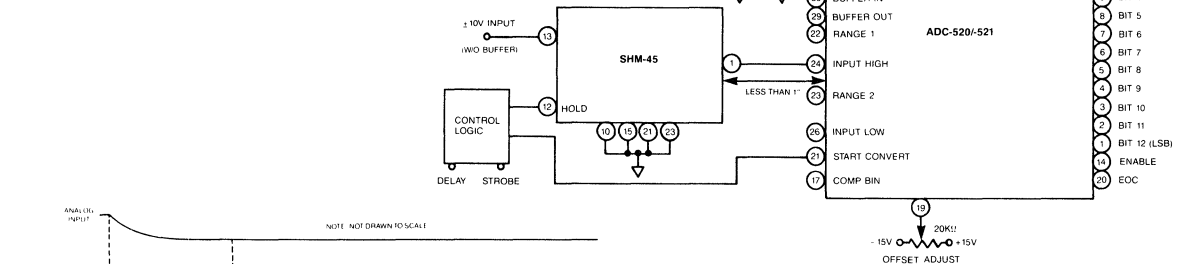 BUFFER IN
29 BUFFER OUT
22 RANGE 1
ADC-520/-521
8 BIT 5
7 BIT 6
6 BIT 7
5 BIT 8
4 BIT 9
3 BIT 10
2 BIT 11
1 BIT 12 (LSB)
14 ENABLE
20 EOC
±10V INPUT
(W/O BUFFER)
13
SHM-45
1
24 INPUT HIGH
LESS THAN 1"
23 RANGE 2
12 HOLD
CONTROL
LOGIC
10 15 21 23
26 INPUT LOW
21 START CONVERT
17 COMP BIN
DELAY STROBE
19
20KΩ
- 15V +15V
OFFSET ADJUST
ANALOG
INPUT
NOTE: NOT DRAWN TO SCALE